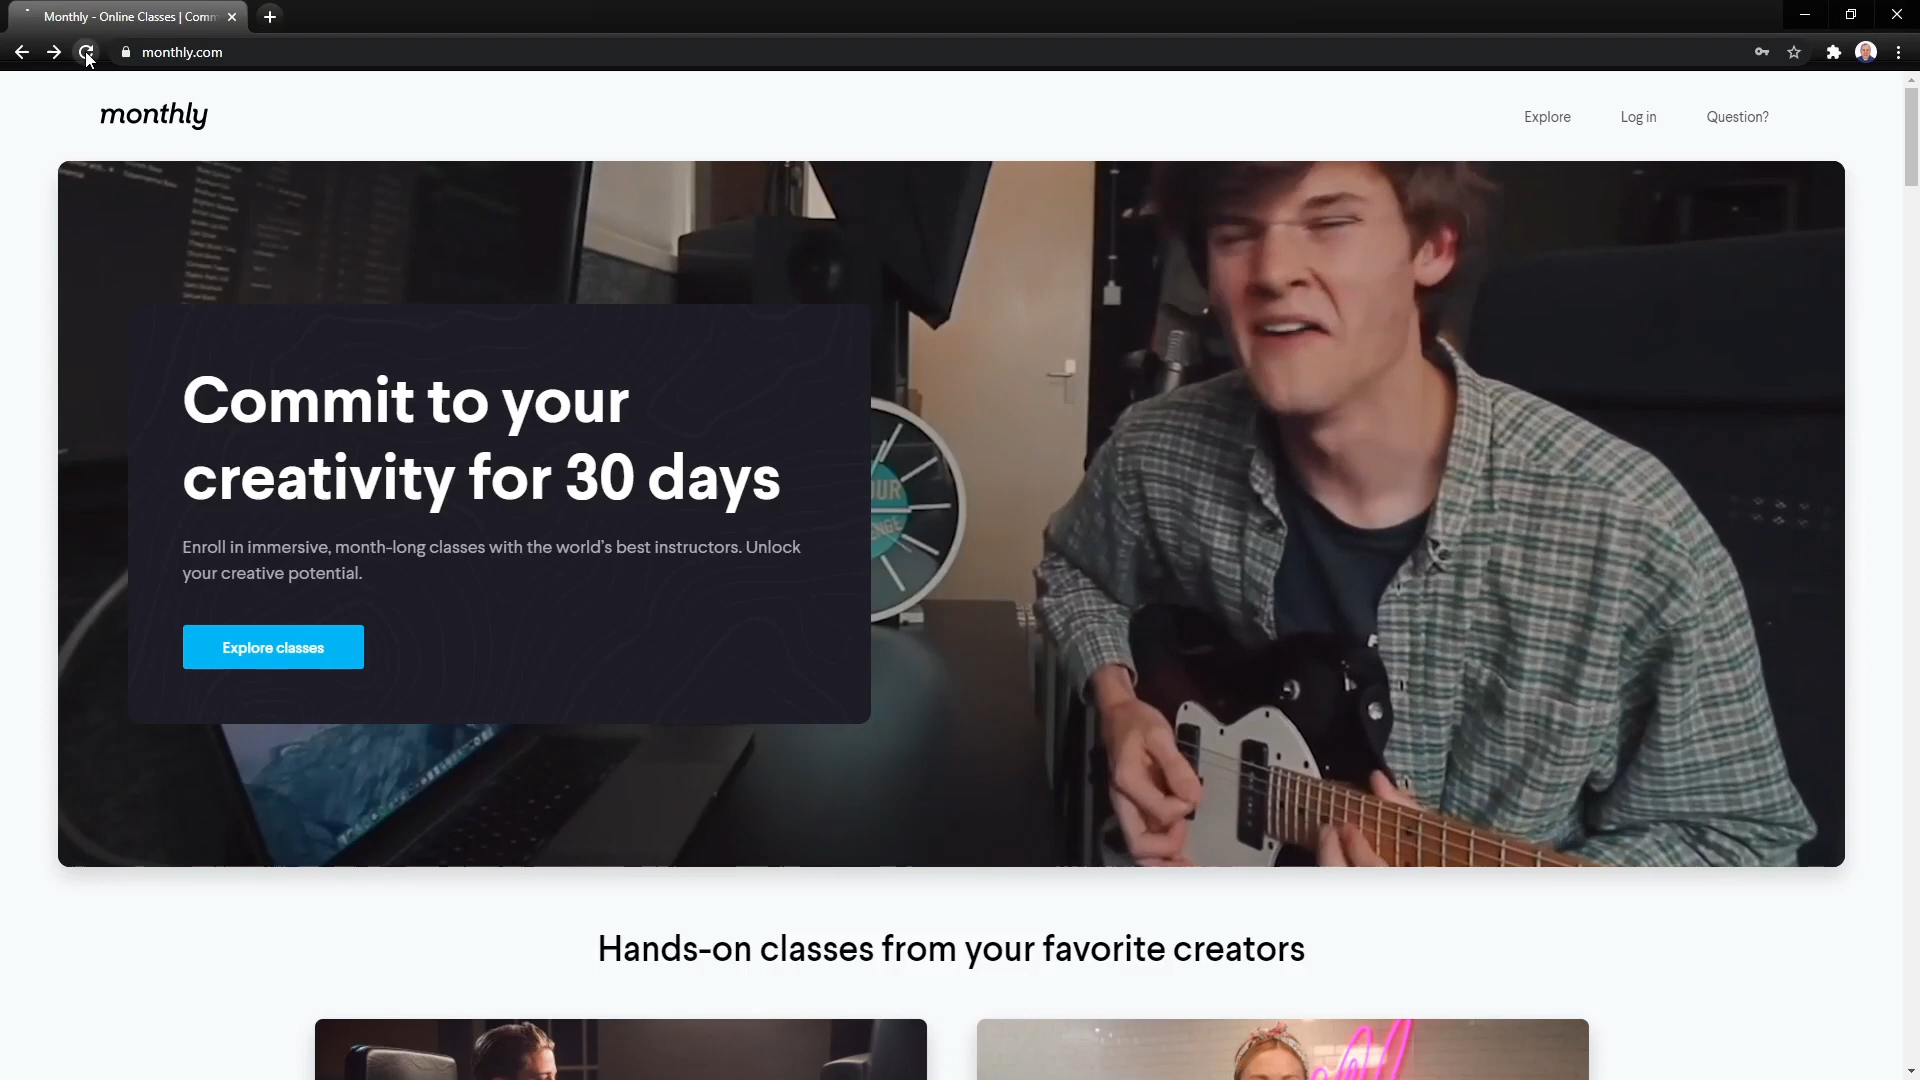 Monthly - Online Classes | Comm
monthly.com
monthly
Explore
Log in
Question?
Commit to your
creativity for 30 days
Enroll in immersive, month-long classes with the world's best instructors. Unlock
your creative potential.
Explore classes
Hands-on classes from your favorite creators